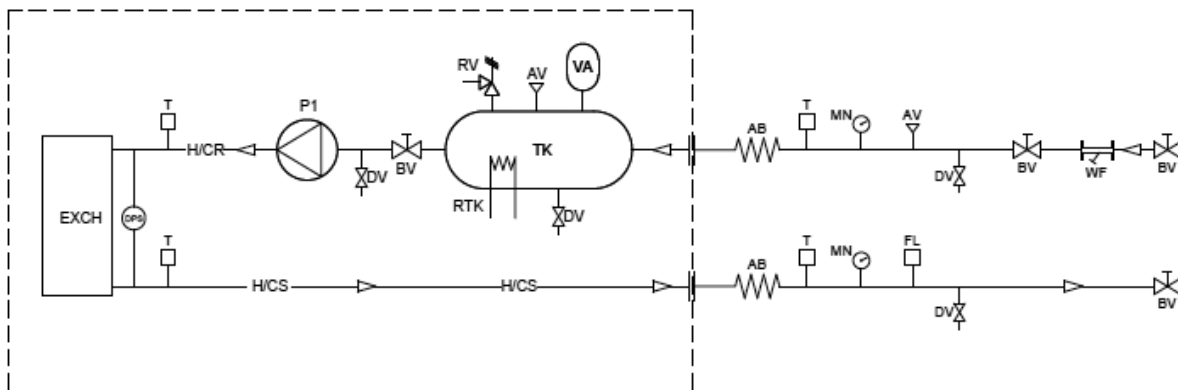 RV
AV
VA
T
P1
T
MN
AV
AB
H/CR
TK
DV
BV
DV
BV
WF
BV
RTK
DV
EXCH
DPS
T
T
MN
FL
AB
H/CS
H/CS
DV
BV